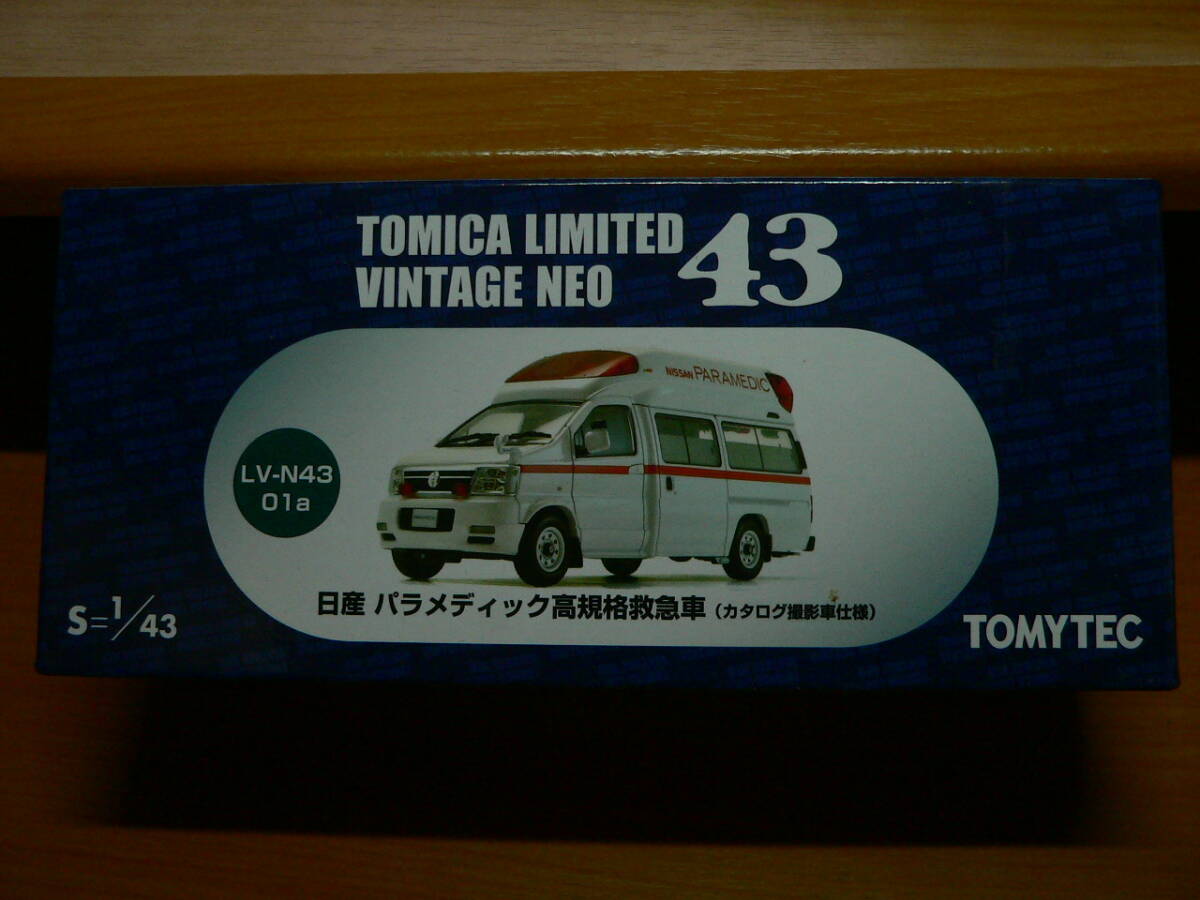 TOMICA LIMITED
VINTAGE NEO 43
NISSAN PARAMEDIC
LV-N43
01a
日産 パラメディック高規格救急車 (カタログ撮影車仕様)
S=1/43
TOMYTEC